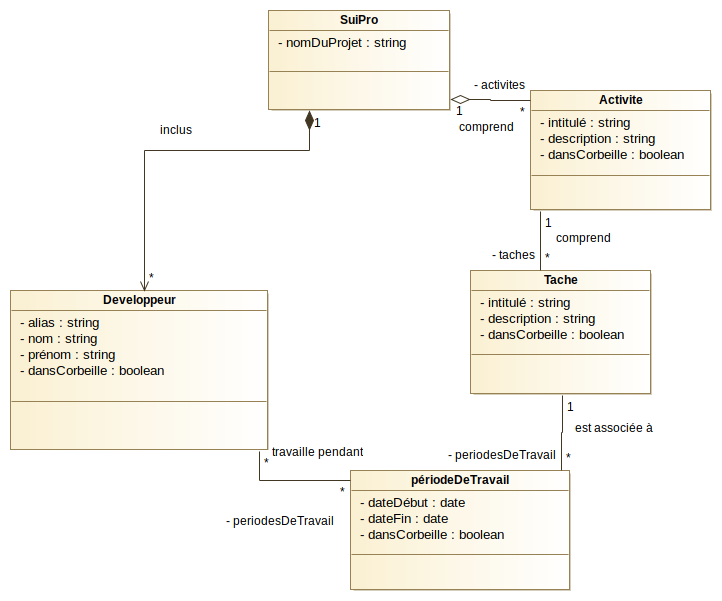 SuiPro
- nomDuProjet : string
1
inclus
*
1
- activites
*
comprend
Activite
- intitulé : string
- description : string
- dansCorbeille : boolean
1
comprend
- taches
*
Tache
- intitulé : string
- description : string
- dansCorbeille : boolean
1
est associée à
- periodesDeTravail
*
Developpeur
- alias : string
- nom : string
- prénom : string
- dansCorbeille : boolean
*
travaille pendant
*
- periodesDeTravail
périodeDeTravail
- dateDébut : date
- dateFin : date
- dansCorbeille : boolean